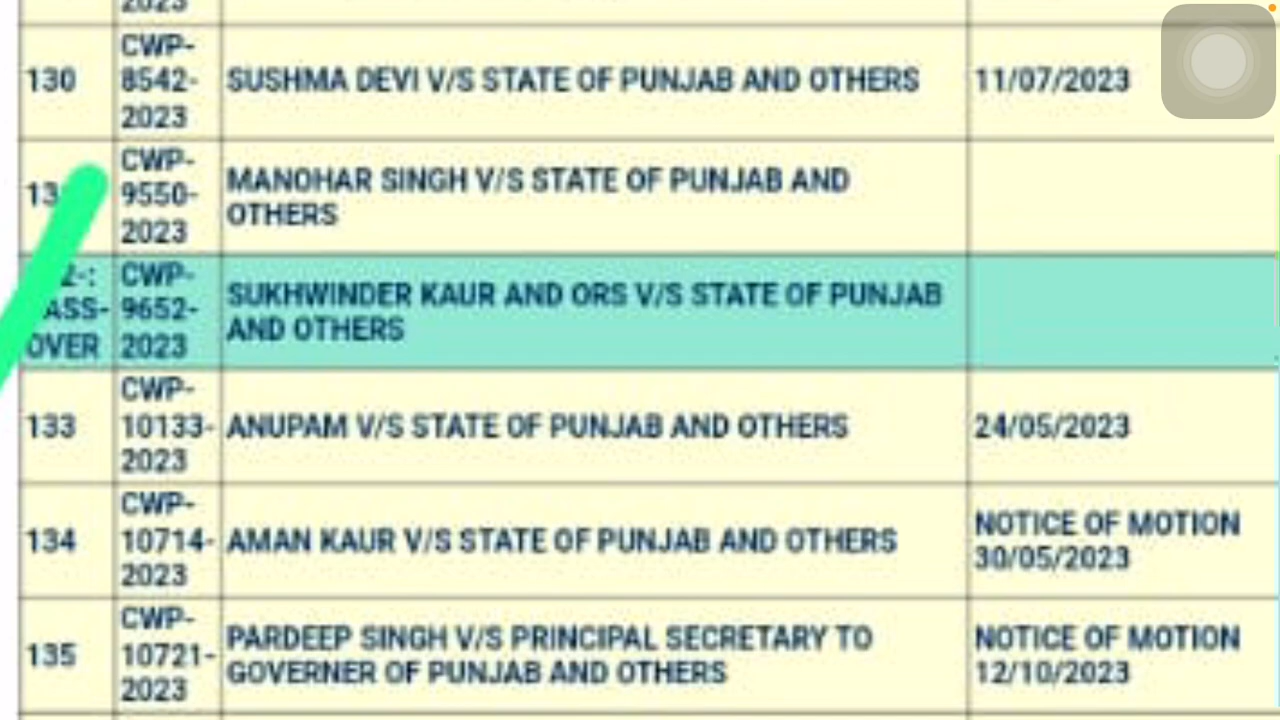 2023
CWP-
130 8542- SUSHMA DEVI V/S STATE OF PUNJAB AND OTHERS 11/07/2023
2023
CWP-
9550- MANOHAR SINGH V/S STATE OF PUNJAB AND
OTHERS
2023
CWP-
9652- SUKHWINDER KAUR AND ORS V/S STATE OF PUNJAB
AND OTHERS
OVER 2023
CWP-
133 10133- ANUPAM V/S STATE OF PUNJAB AND OTHERS 24/05/2023
2023
CWP- NOTICE OF MOTION
134 10714- AMAN KAUR V/S STATE OF PUNJAB AND OTHERS 30/05/2023
2023
CWP- PARDEEP SINGH V/S PRINCIPAL SECRETARY TO NOTICE OF MOTION
135 10721- GOVERNER OF PUNJAB AND OTHERS 12/10/2023
2023